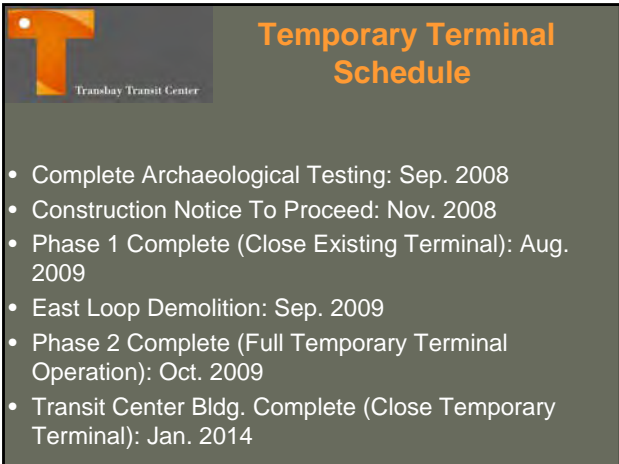 Transbay Transit Center
Temporary Terminal
Schedule
• Complete Archaeological Testing: Sep. 2008
• Construction Notice To Proceed: Nov. 2008
• Phase 1 Complete (Close Existing Terminal): Aug.
2009
• East Loop Demolition: Sep. 2009
• Phase 2 Complete (Full Temporary Terminal
Operation): Oct. 2009
• Transit Center Bldg. Complete (Close Temporary
Terminal): Jan. 2014